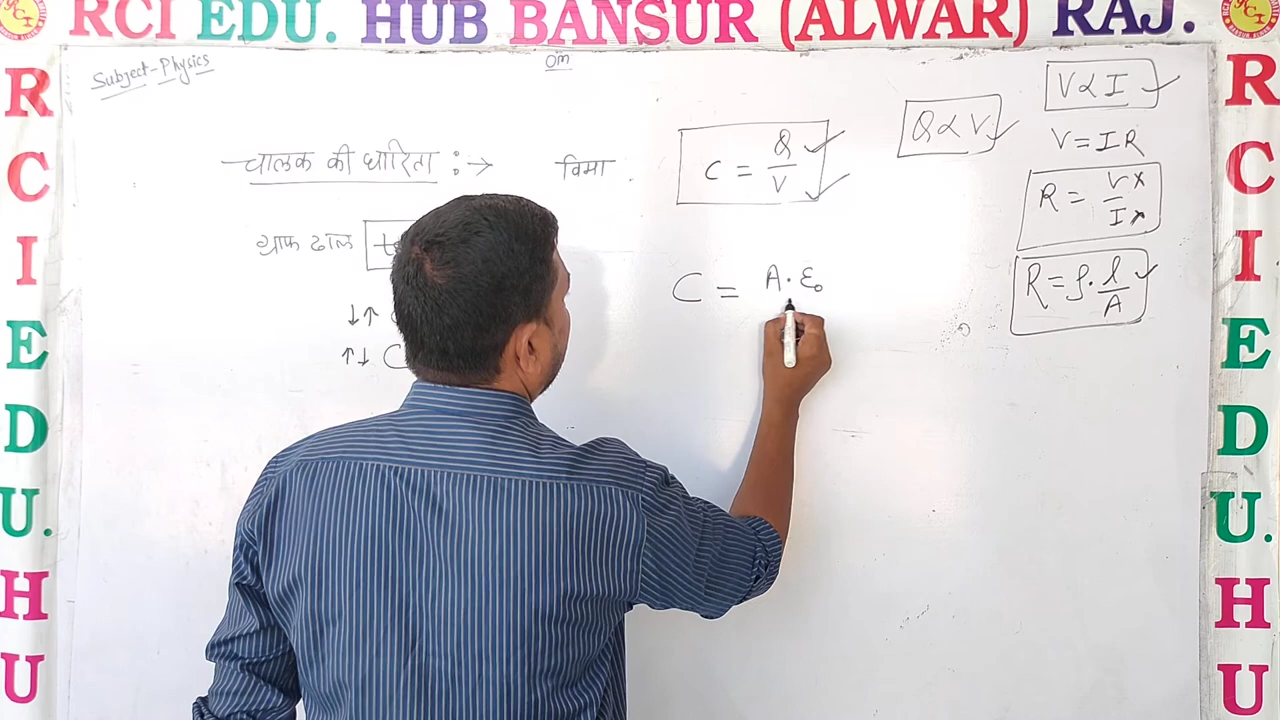 RCI EDU. HUB BANSUR (ALWAR) RAJ.
R
C
I
E
D
U.
H
U
R
C
I
E
D
U.
H
U
Subject-Physics
Om
चालक की धारिता :→ विमा
C = Q/V
Q ∝ V
V ∝ I
V = IR
R = V/I
R = ρ. l/A
ग्राफ ढाल
↓↑
↑↓ C
C = A . ε₀